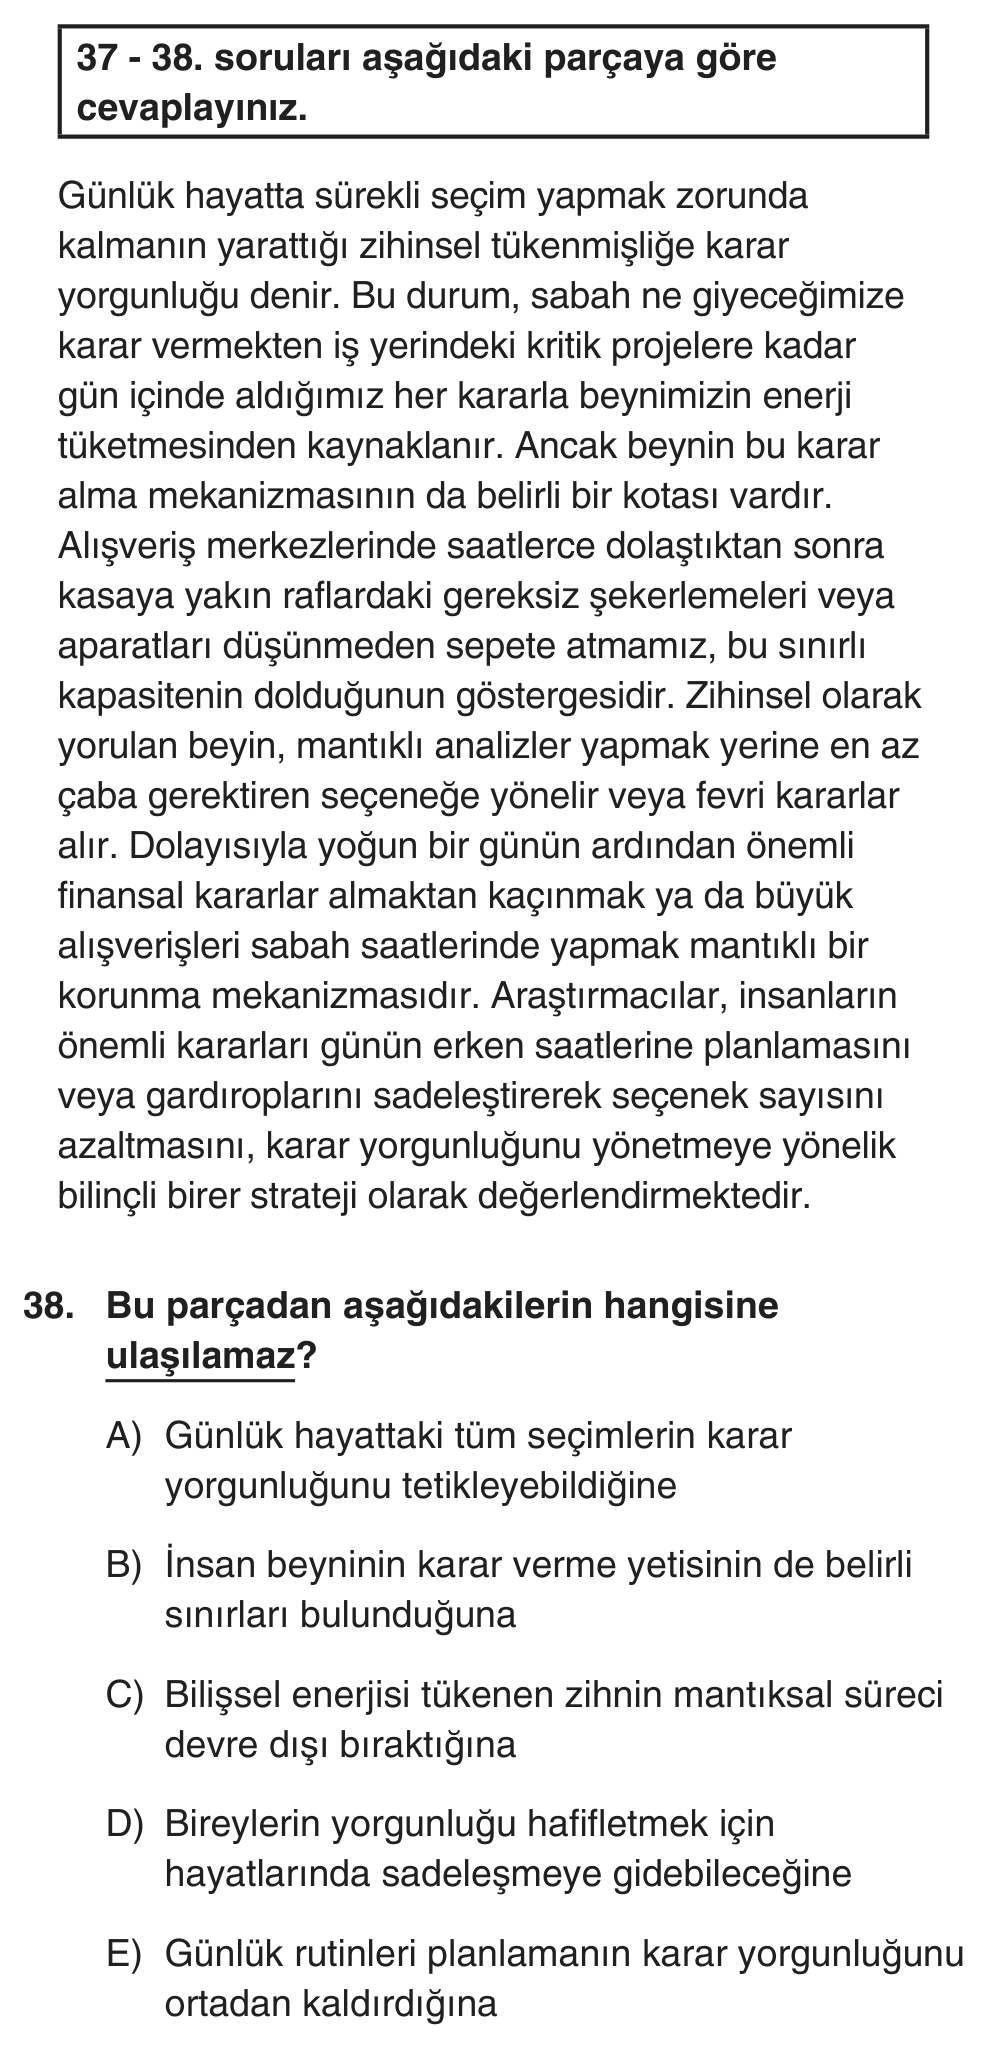 37 - 38. soruları aşağıdaki parçaya göre
cevaplayınız.
Günlük hayatta sürekli seçim yapmak zorunda
kalmanın yarattığı zihinsel tükenmişliğe karar
yorgunluğu denir. Bu durum, sabah ne giyeceğimize
karar vermekten iş yerindeki kritik projelere kadar
gün içinde aldığımız her kararla beynimizin enerji
tüketmesinden kaynaklanır. Ancak beynin bu karar
alma mekanizmasının da belirli bir kotası vardır.
Alışveriş merkezlerinde saatlerce dolaştıktan sonra
kasaya yakın raflardaki gereksiz şekerlemeleri veya
aparatları düşünmeden sepete atmamız, bu sınırlı
kapasitenin dolduğunun göstergesidir. Zihinsel olarak
yorulan beyin, mantıklı analizler yapmak yerine en az
çaba gerektiren seçeneğe yönelir veya fevri kararlar
alır. Dolayısıyla yoğun bir günün ardından önemli
finansal kararlar almaktan kaçınmak ya da büyük
alışverişleri sabah saatlerinde yapmak mantıklı bir
korunma mekanizmasıdır. Araştırmacılar, insanların
önemli kararları günün erken saatlerine planlamasını
veya gardıroplarını sadeleştirerek seçenek sayısını
azaltmasını, karar yorgunluğunu yönetmeye yönelik
bilinçli birer strateji olarak değerlendirmektedir.
38. Bu parçadan aşağıdakilerin hangisine
ulaşılamaz?
A) Günlük hayattaki tüm seçimlerin karar
yorgunluğunu tetikleyebildiğine
B) İnsan beyninin karar verme yetisinin de belirli
sınırları bulunduğuna
C) Bilişsel enerjisi tükenen zihnin mantıksal süreci
devre dışı bıraktığına
D) Bireylerin yorgunluğu hafifletmek için
hayatlarında sadeleşmeye gidebileceğine
E) Günlük rutinleri planlamanın karar yorgunluğunu
ortadan kaldırdığına